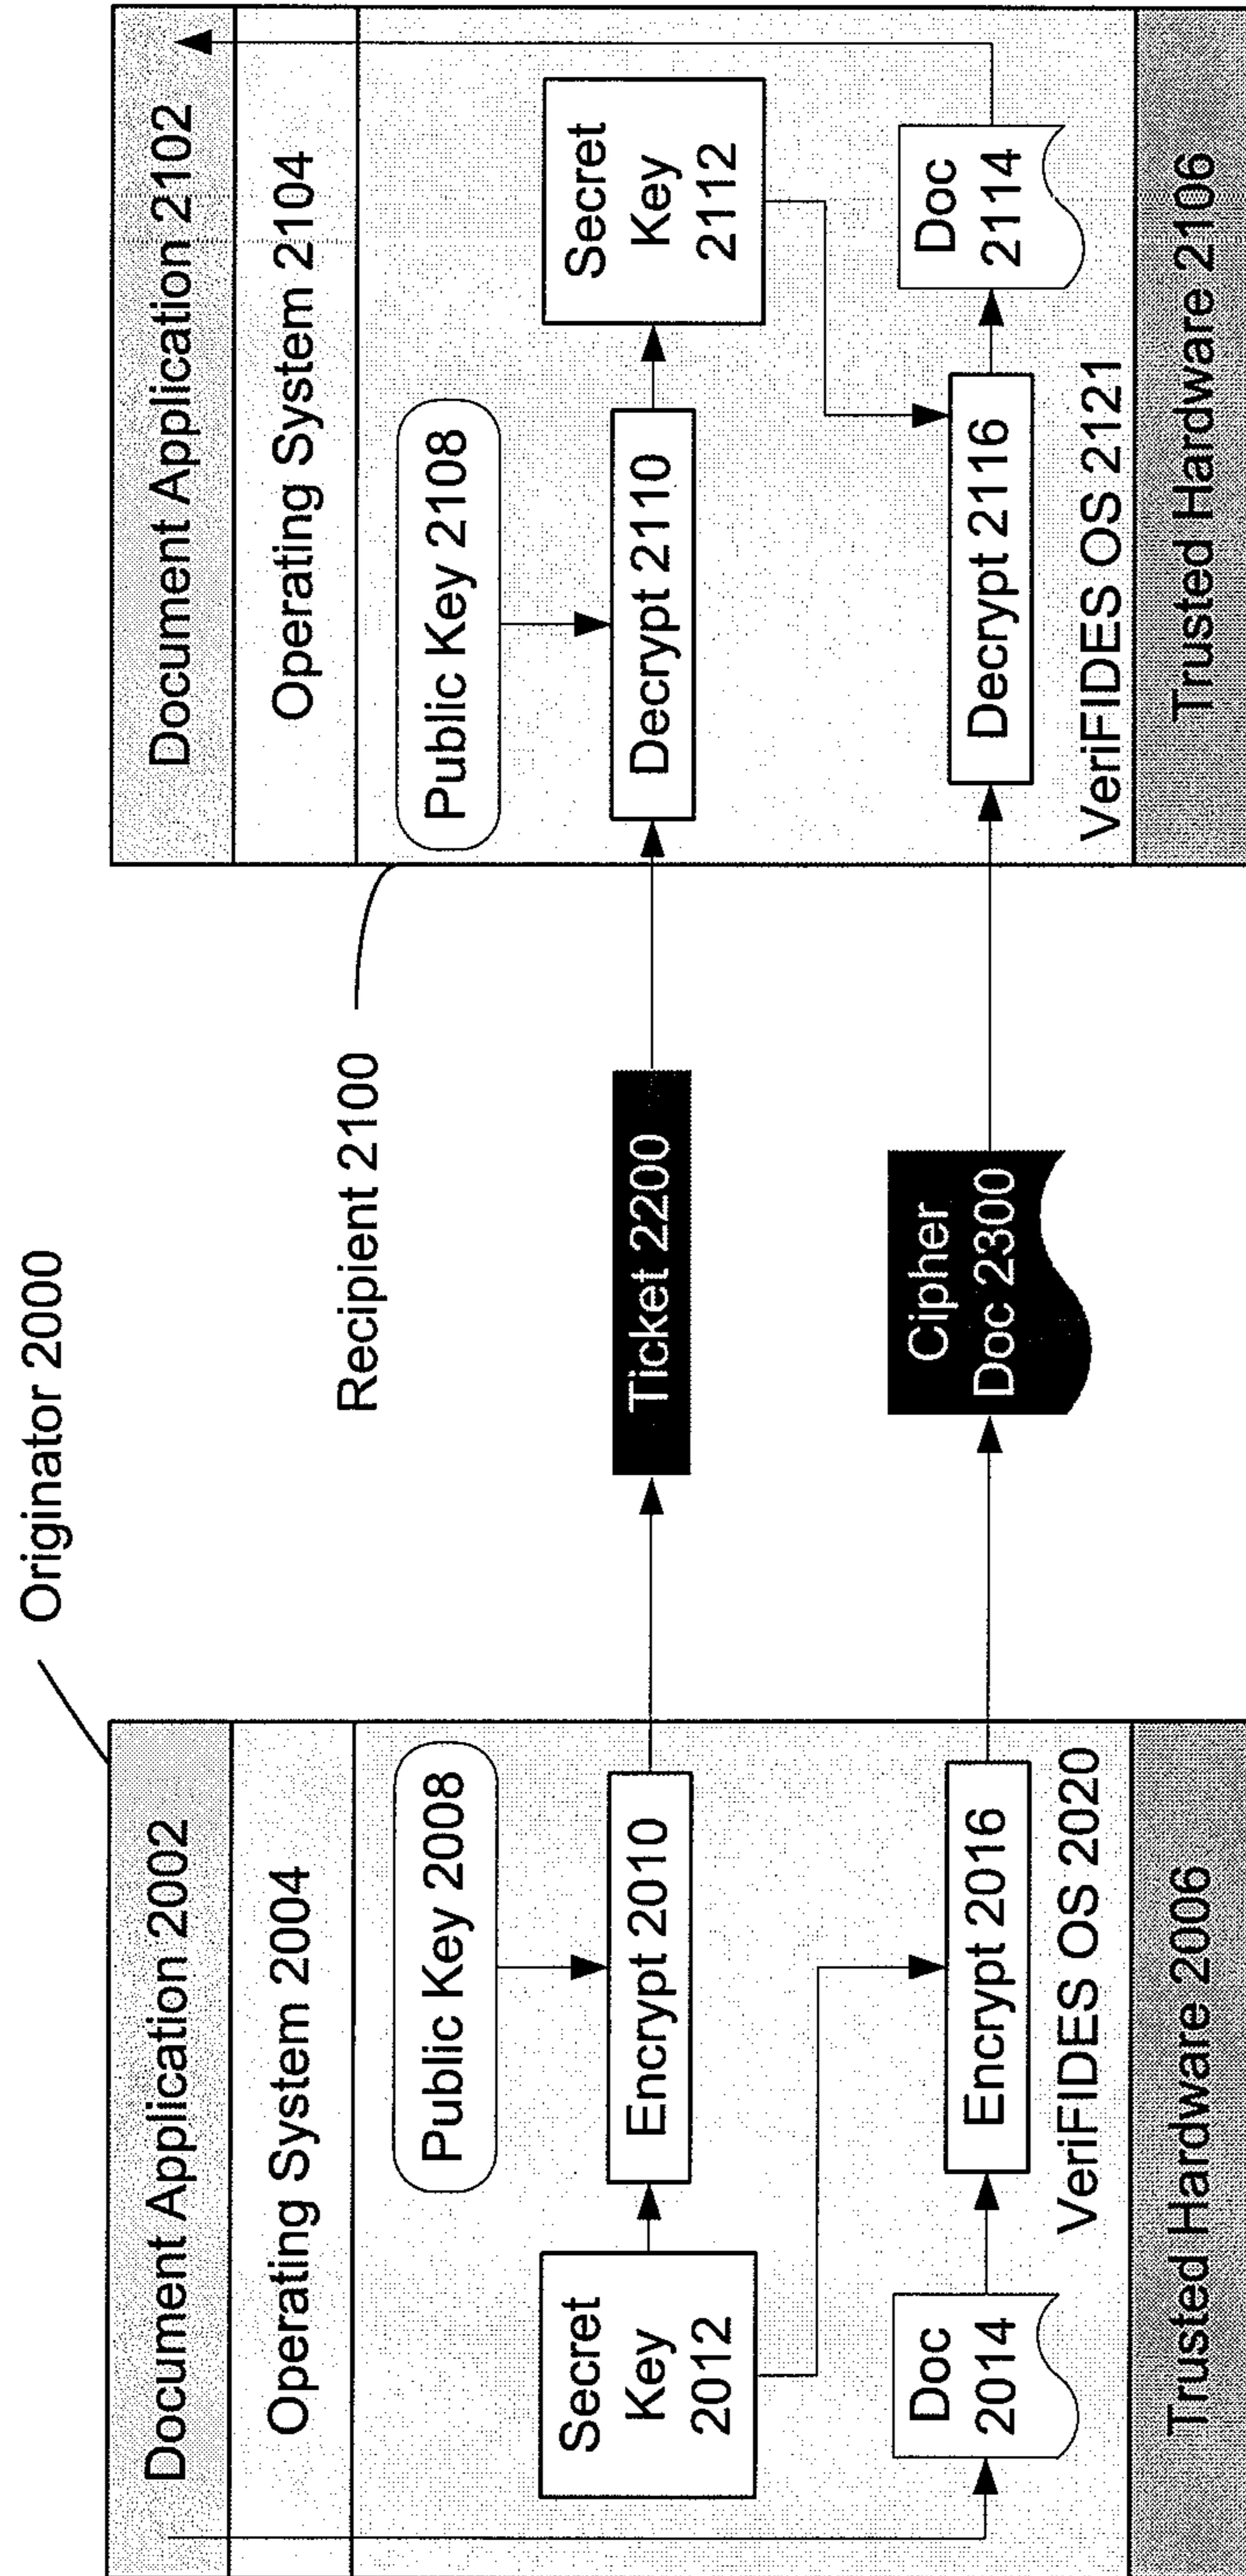 Originator 2000
Document Application 2002
Operating System 2004
Public Key 2008
Secret
Key
2012
Encrypt 2010
Doc
2014
Encrypt 2016
VeriFIDES OS 2020
Trusted Hardware 2006
Recipient 2100
Ticket 2200
Cipher
Doc 2300
Document Application 2102
Operating System 2104
Public Key 2108
Decrypt 2110
Secret
Key
2112
Decrypt 2116
Doc
2114
VeriFIDES OS 2121
Trusted Hardware 2106